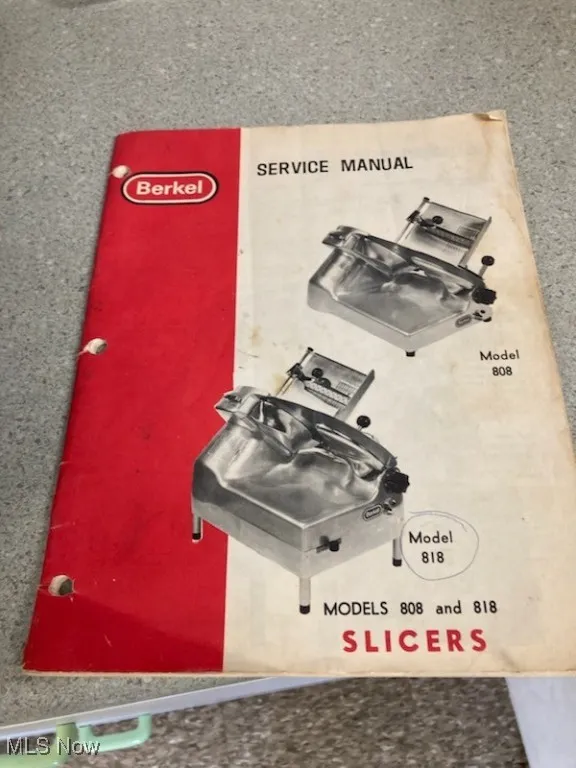 SERVICE MANUAL
Berkel
Model
808
Model
818
MODELS 808 and 818
SLICERS
MLS Now